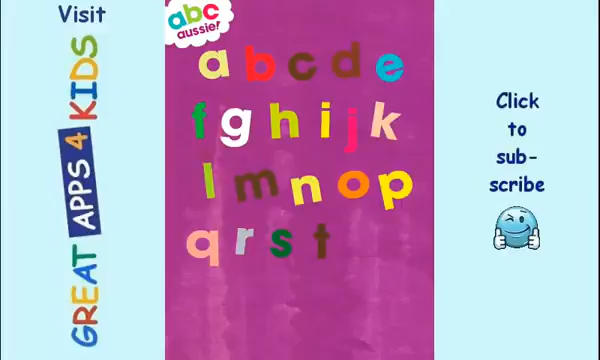 Visit
GREAT APPS 4 KIDS
abc
aussie!
a b c d e
f g h i j k
l m n o p
q r s t
Click
to
sub-
scribe